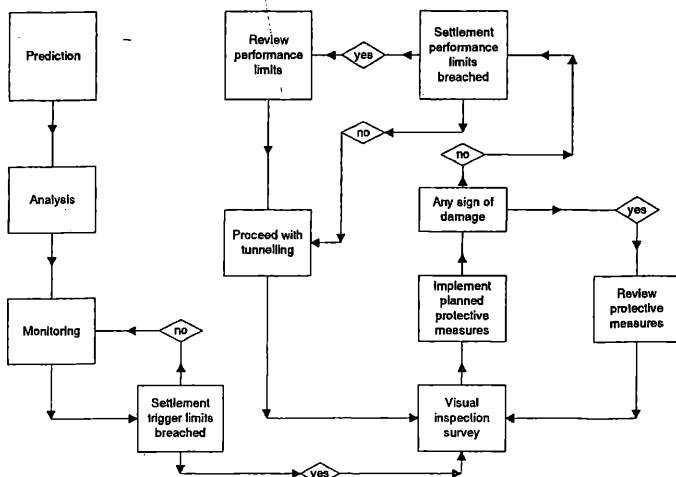 Prediction
Review
performance
limits
yes
Settlement
performance
limits
breached
no
no
Analysis
Any sign of
damage
yes
Proceed with
tunnelling
Implement
planned
protective
measures
Review
protective
measures
Monitoring
no
Settlement
trigger limits
breached
Visual
inspection
survey
yes